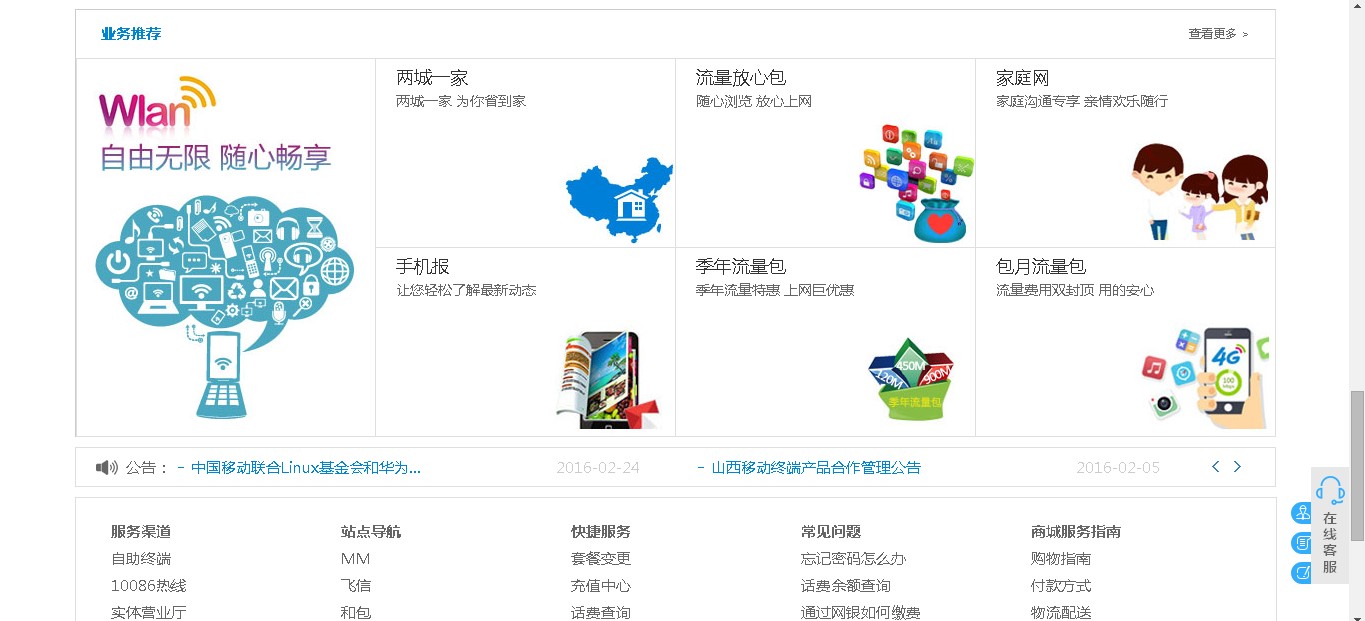 业务推荐
查看更多 >
Wlan
自由无限 随心畅享
两城一家
两城一家 为你省到家
流量放心包
随心浏览 放心上网
家庭网
家庭沟通专享 亲情欢乐随行
手机报
让您轻松了解最新动态
季年流量包
季年流量特惠 上网巨优惠
120M
450M
900M
季年流量包
包月流量包
流量费用双封顶 用的安心
4G
100
公告：
- 中国移动联合Linux基金会和华为...
2016-02-24
- 山西移动终端产品合作管理公告
2016-02-05
服务渠道
自助终端
10086热线
实体营业厅
站点导航
MM
飞信
和包
快捷服务
套餐变更
充值中心
话费查询
常见问题
忘记密码怎么办
话费余额查询
通过网银如何缴费
商城服务指南
购物指南
付款方式
物流配送
在线客服